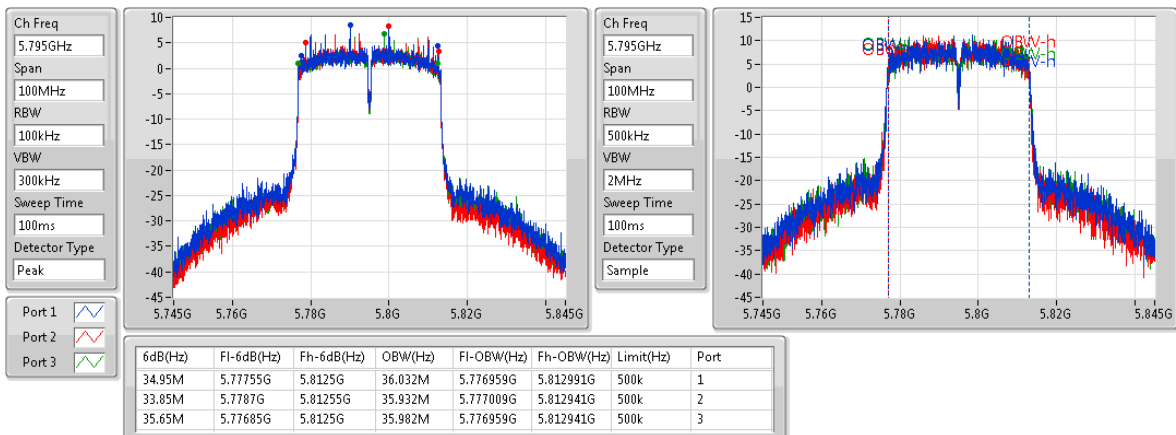 Ch Freq
5.795GHz
Span
100MHz
RBW
100kHz
VBW
300kHz
Sweep Time
100ms
Detector Type
Peak
Port 1
Port 2
Port 3
10
5
0
-5
-10
-15
-20
-25
-30
-35
-40
-45
5.745G 5.76G 5.78G 5.8G 5.82G 5.845G
Ch Freq
5.795GHz
Span
100MHz
RBW
500kHz
VBW
2MHz
Sweep Time
100ms
Detector Type
Sample
15
10
5
0
-5
-10
-15
-20
-25
-30
-35
-40
-45
OBW-h
5.745G 5.76G 5.78G 5.8G 5.82G 5.845G
6dB(Hz) Fl-6dB(Hz) Fh-6dB(Hz) OBW(Hz) Fl-OBW(Hz) Fh-OBW(Hz) Limit(Hz) Port
34.95M 5.77755G 5.8125G 36.032M 5.776959G 5.812991G 500k 1
33.85M 5.7787G 5.81255G 35.932M 5.777009G 5.812941G 500k 2
35.65M 5.77685G 5.8125G 35.982M 5.776959G 5.812941G 500k 3